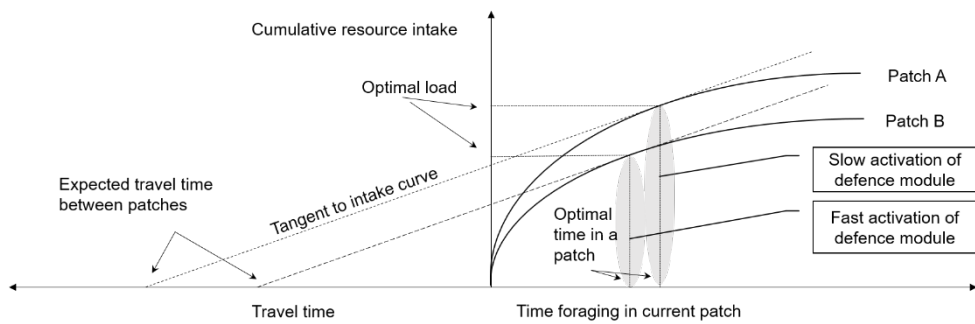 Cumulative resource intake
Optimal load
Patch A
Patch B
Expected travel time
between patches
Tangent to intake curve
Slow activation of
defence module
Optimal
time in a
patch
Fast activation of
defence module
Travel time
Time foraging in current patch